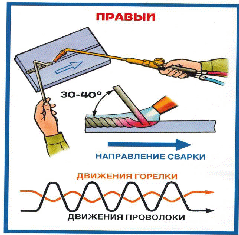 ПРАВЫЙ
30-40°
НАПРАВЛЕНИЕ СВАРКИ
ДВИЖЕНИЯ ГОРЕЛКИ
ДВИЖЕНИЯ ПРОВОЛОКИ